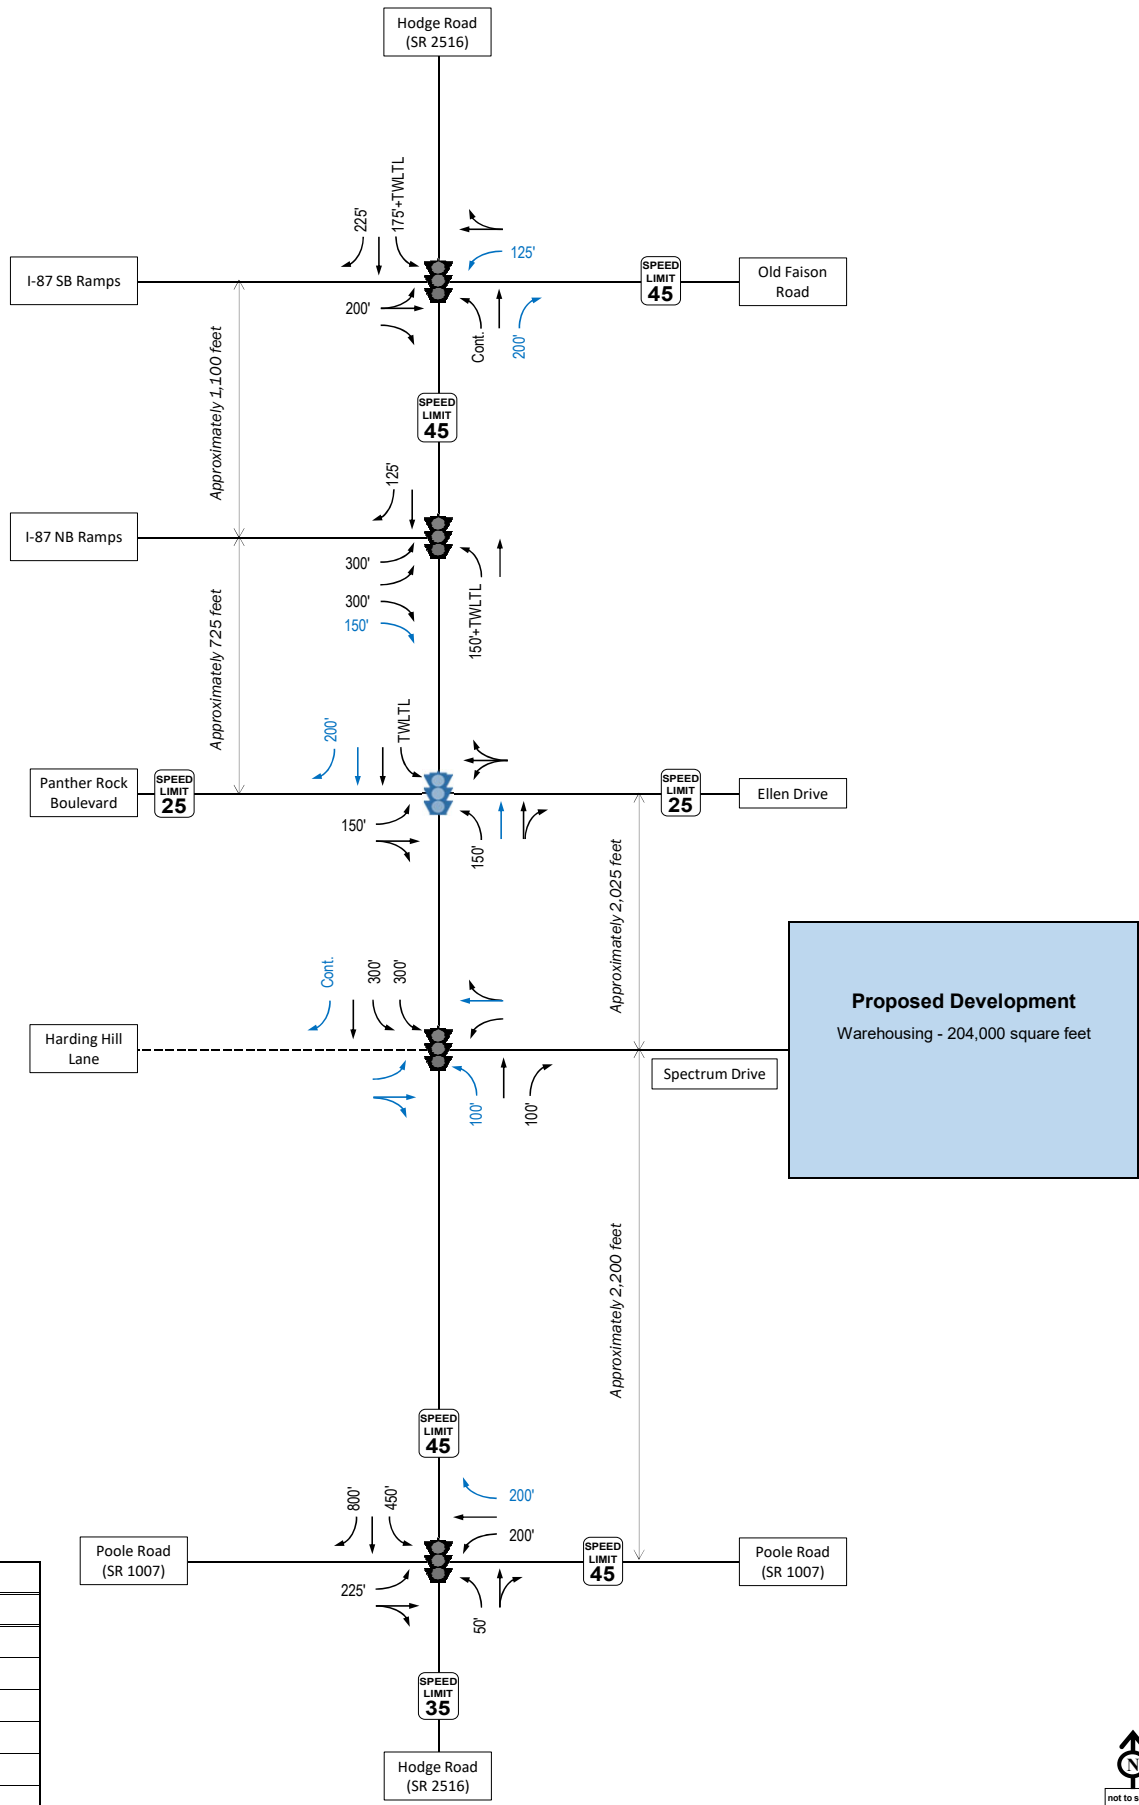 Hodge Road
(SR 2516)
225'
175'+TWLTL
125'
I-87 SB Ramps
SPEED
LIMIT
45
Old Faison
Road
200'
Cont.
200'
Approximately 1,100 feet
SPEED
LIMIT
45
125'
I-87 NB Ramps
300'
300'
150'
150'+TWLTL
Approximately 725 feet
200'
TWLTL
Panther Rock
Boulevard
SPEED
LIMIT
25
SPEED
LIMIT
25
Ellen Drive
150'
150'
Approximately 2,025 feet
Proposed Development
Warehousing - 204,000 square feet
Cont.
300'
300'
Harding Hill
Lane
Spectrum Drive
100'
100'
Approximately 2,200 feet
SPEED
LIMIT
45
800'
450'
200'
200'
Poole Road
(SR 1007)
SPEED
LIMIT
45
Poole Road
(SR 1007)
225'
50'
SPEED
LIMIT
35
Hodge Road
(SR 2516)
N
not to s